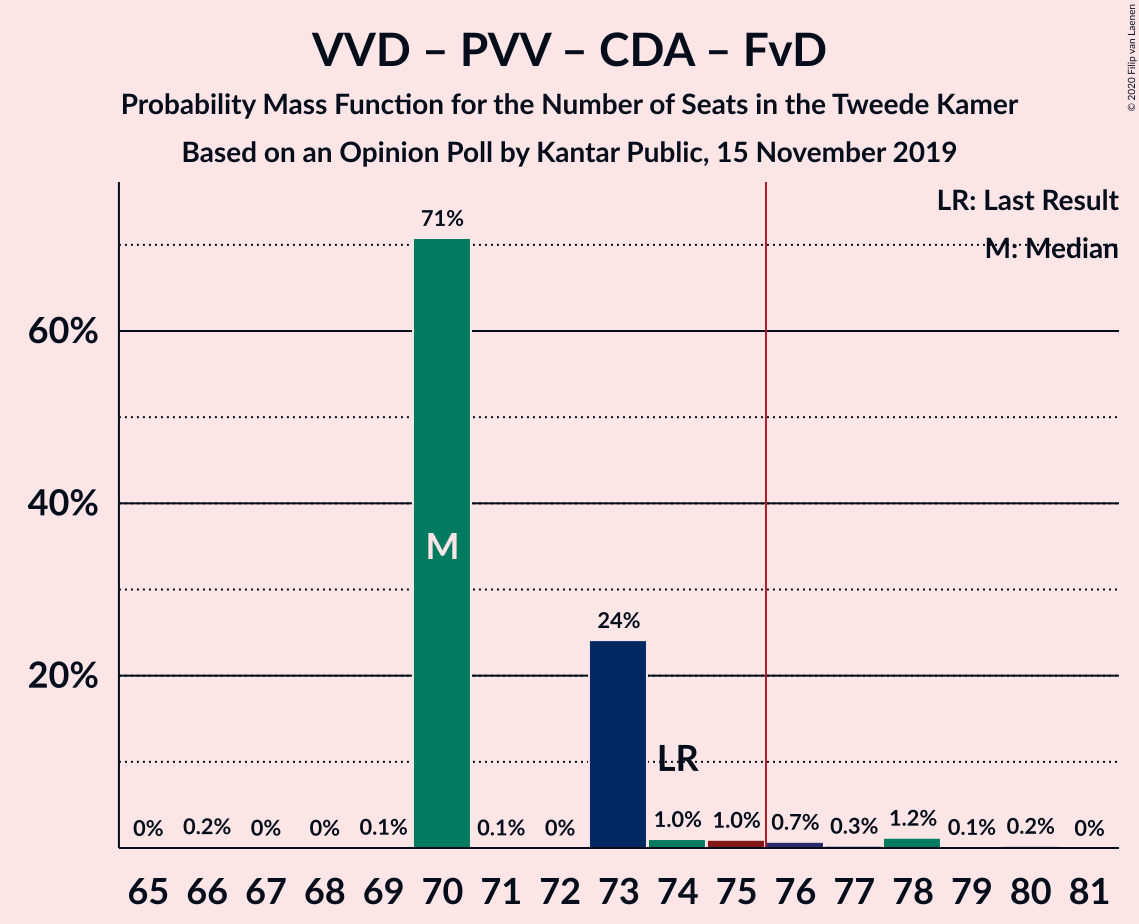 VVD – PVV – CDA – FvD
Probability Mass Function for the Number of Seats in the Tweede Kamer
Based on an Opinion Poll by Kantar Public, 15 November 2019
© 2020 Filip van Laenen
LR: Last Result
M: Median
71%
60%
40%
M
24%
20%
LR
0% 0.2% 0% 0% 0.1% 0.1% 0% 1.0% 1.0% 0.7% 0.3% 1.2% 0.1% 0.2% 0%
65 66 67 68 69 70 71 72 73 74 75 76 77 78 79 80 81